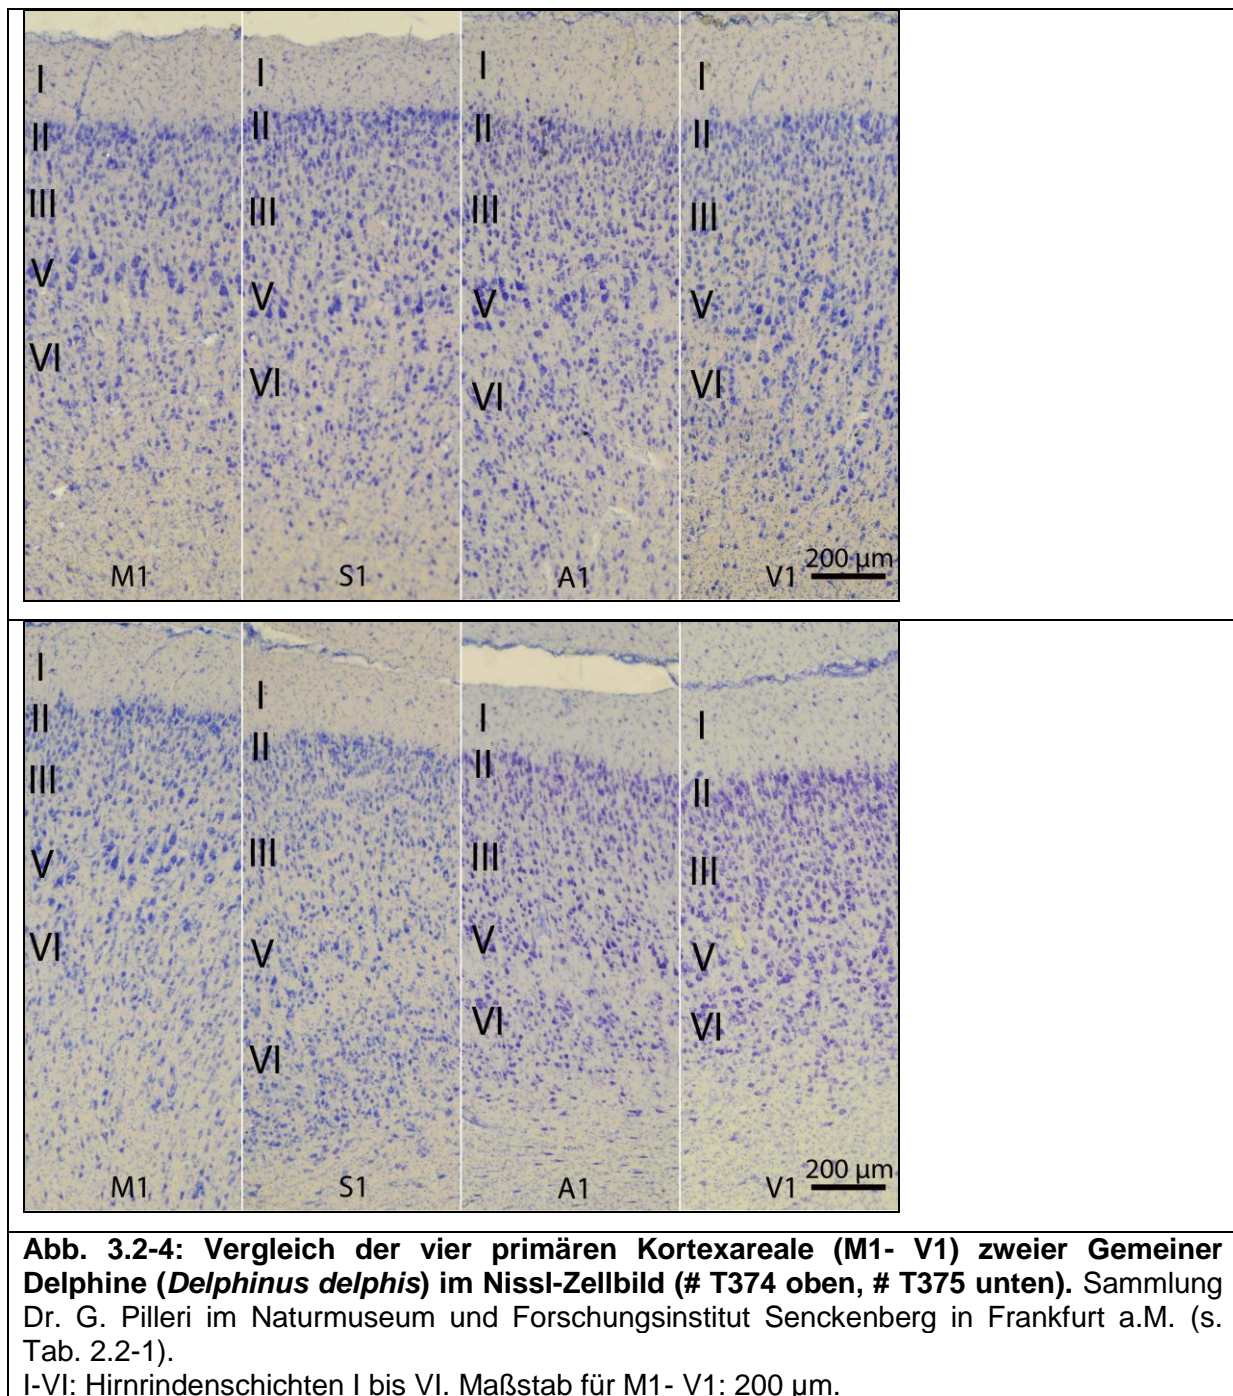 I I I I
II II II II
III III III III
V V V V
VI VI VI VI
M1 S1 A1 V1 200 µm
I I I I
II II II II
III III III III
V V V V
VI VI VI VI
M1 S1 A1 V1 200 µm
Abb. 3.2-4: Vergleich der vier primären Kortexareale (M1- V1) zweier Gemeiner
Delphine (Delphinus delphis) im Nissl-Zellbild (# T374 oben, # T375 unten). Sammlung
Dr. G. Pilleri im Naturmuseum und Forschungsinstitut Senckenberg in Frankfurt a.M. (s.
Tab. 2.2-1).
I-VI: Hirnrindenschichten I bis VI. Maßstab für M1- V1: 200 µm.